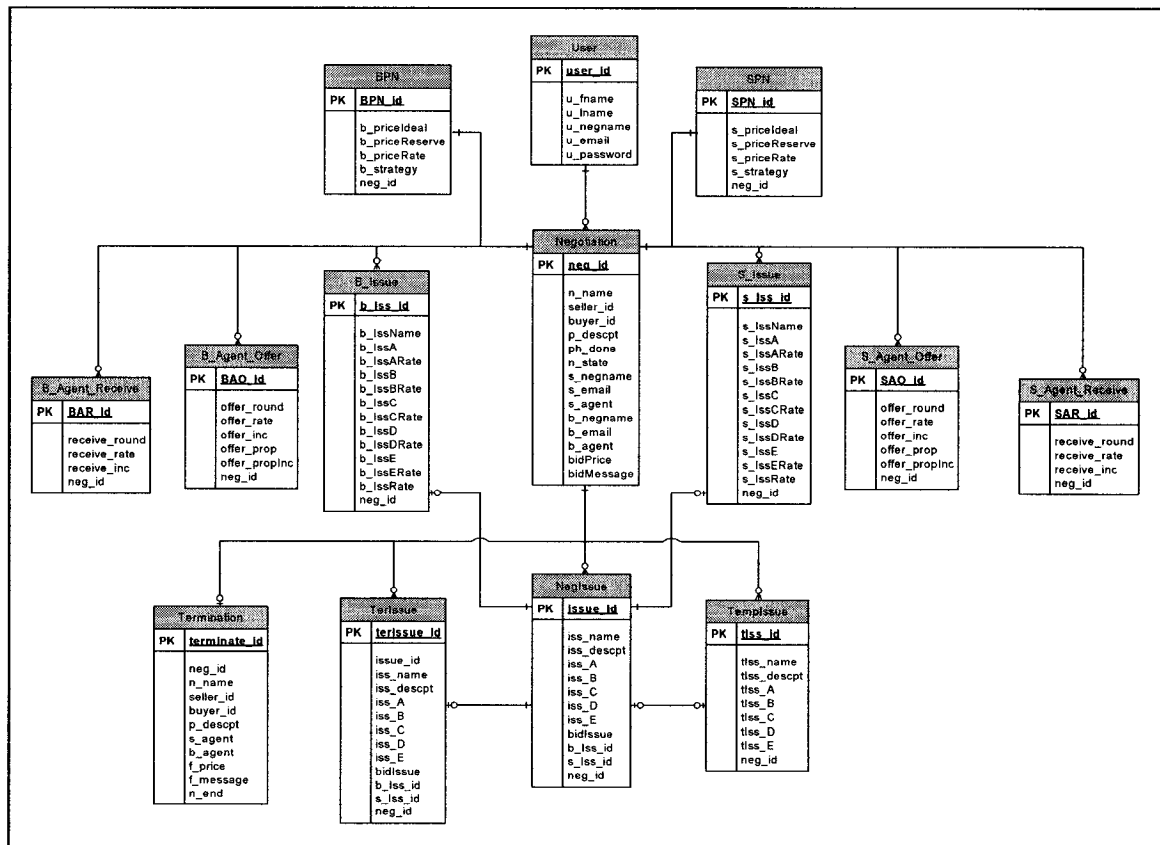 User
PK user_id
u_fname
u_lname
u_negname
u_email
u_password
BPN
PK BPN_id
b_priceIdeal
b_priceReserve
b_priceRate
b_strategy
neg_id
SPN
PK SPN_id
s_priceIdeal
s_priceReserve
s_priceRate
s_strategy
neg_id
Negotiation
PK neg_id
n_name
seller_id
buyer_id
p_descpt
ph_done
n_state
s_negname
s_email
s_agent
b_negname
b_email
b_agent
bidPrice
bidMessage
B_Issue
PK b_Iss_id
b_IssName
b_IssA
b_IssARate
b_IssB
b_IssBRate
b_IssC
b_IssCRate
b_IssD
b_IssDRate
b_IssE
b_IssERate
b_IssRate
neg_id
S_Issue
PK s_Iss_id
s_IssName
s_IssA
s_IssARate
s_IssB
s_IssBRate
s_IssC
s_IssCRate
s_IssD
s_IssDRate
s_IssE
s_IssERate
s_IssRate
neg_id
B_Agent_Offer
PK BAO_id
offer_round
offer_rate
offer_inc
offer_prop
offer_propInc
neg_id
B_Agent_Receive
PK BAR_id
receive_round
receive_rate
receive_inc
neg_id
S_Agent_Offer
PK SAO_id
offer_round
offer_rate
offer_inc
offer_prop
offer_propInc
neg_id
S_Agent_Receive
PK SAR_id
receive_round
receive_rate
receive_inc
neg_id
Termination
PK terminate_id
neg_id
n_name
seller_id
buyer_id
p_descpt
s_agent
b_agent
f_price
f_message
n_end
TerIssue
PK terIssue_id
issue_id
iss_name
iss_descpt
iss_A
iss_B
iss_C
iss_D
iss_E
bidIssue
b_Iss_id
s_Iss_id
neg_id
NegIssue
PK issue_id
iss_name
iss_descpt
iss_A
iss_B
iss_C
iss_D
iss_E
bidIssue
b_Iss_id
s_Iss_id
neg_id
TempIssue
PK tIss_id
tIss_name
tIss_descpt
tIss_A
tIss_B
tIss_C
tIss_D
tIss_E
neg_id